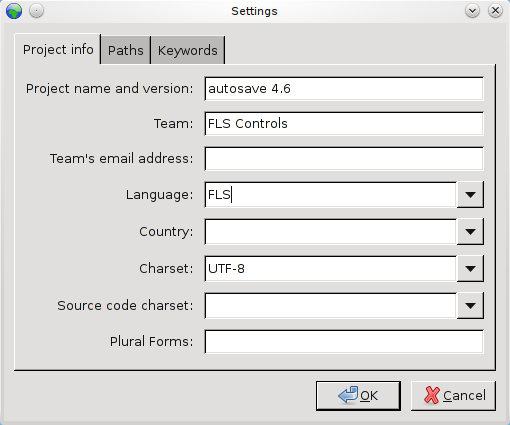 Settings
Project info Paths Keywords
Project name and version: autosave 4.6
Team: FLS Controls
Team's email address:
Language: FLS
Country:
Charset: UTF-8
Source code charset:
Plural Forms:
OK Cancel